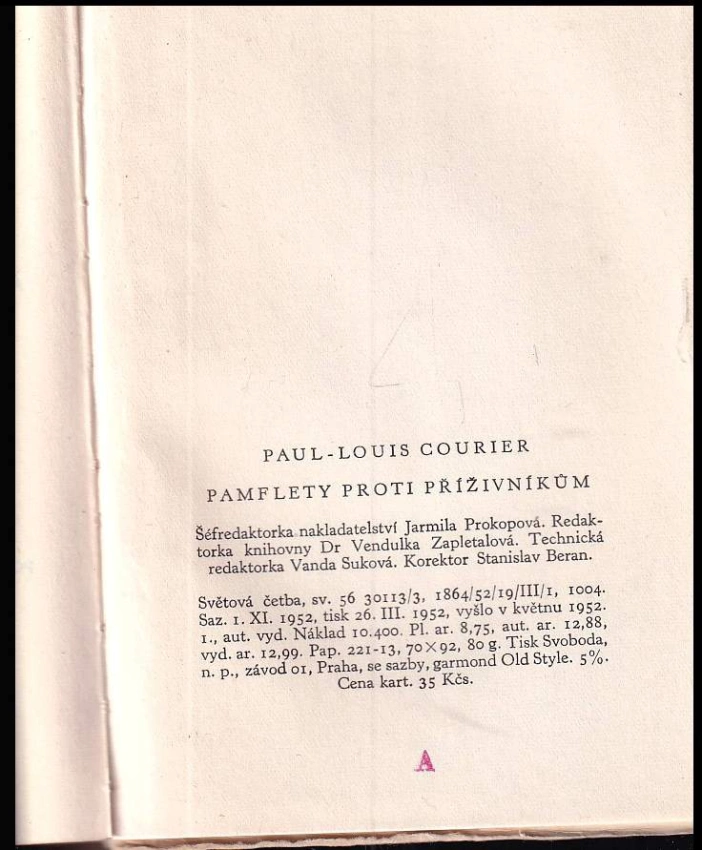 PAUL-LOUIS COURIER
PAMFLETY PROTI PŘÍŽIVNÍKŮM
Šéfredaktorka nakladatelství Jarmila Prokopová. Redak-
torka knihovny Dr Vendulka Zapletalová. Technická
redaktorka Vanda Suková. Korektor Stanislav Beran.
Světová četba, sv. 56 30113/3, 1864/52/19/III/1, 1004.
Saz. 1. XI. 1952, tisk 26. III. 1952, vyšlo v květnu 1952.
1., aut. vyd. Náklad 10.400. Pl. ar. 8,75, aut. ar. 12,88,
vyd. ar. 12,99. Pap. 221-13, 70×92, 80 g. Tisk Svoboda,
n. p., závod 01, Praha, se sazby, garmond Old Style. 5%.
Cena kart. 35 Kčs.
A